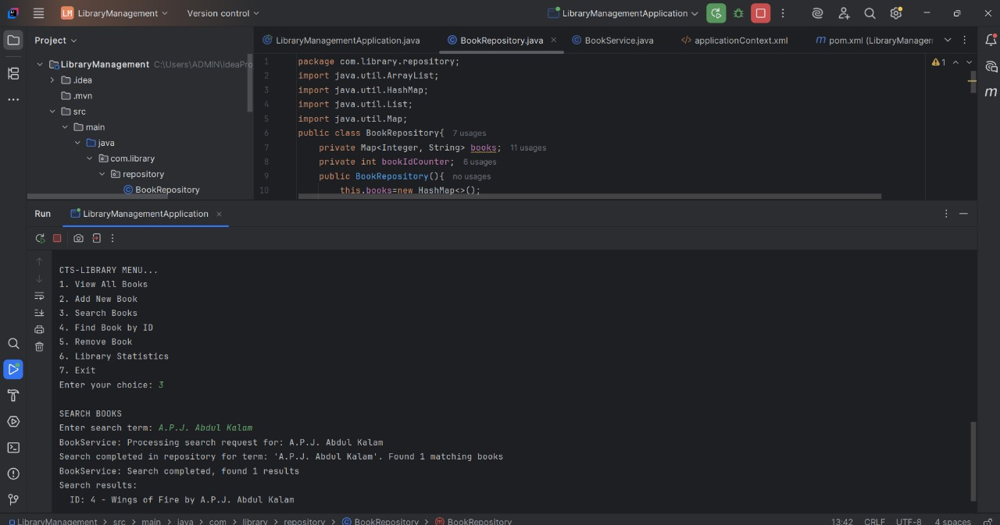 LM LibraryManagement Version control LibraryManagementApplication
Project
LibraryManagementApplication.java BookRepository.java BookService.java applicationContext.xml pom.xml (LibraryManagem
LibraryManagement C:\Users\ADMIN\IdeaPro
.idea
.mvn
src
main
java
com.library
repository
BookRepository
1 package com.library.repository;
2 import java.util.ArrayList;
3 import java.util.HashMap;
4 import java.util.List;
5 import java.util.Map;
6 public class BookRepository{ 7 usages
7 private Map<Integer, String> books; 11 usages
8 private int bookIdCounter; 6 usages
9 public BookRepository(){ no usages
10 this.books=new HashMap<>();
1
Run LibraryManagementApplication
CTS-LIBRARY MENU...
1. View All Books
2. Add New Book
3. Search Books
4. Find Book by ID
5. Remove Book
6. Library Statistics
7. Exit
Enter your choice: 3
SEARCH BOOKS
Enter search term: A.P.J. Abdul Kalam
BookService: Processing search request for: A.P.J. Abdul Kalam
Search completed in repository for term: 'A.P.J. Abdul Kalam'. Found 1 matching books
BookService: Search completed, found 1 results
Search results:
ID: 4 - Wings of Fire by A.P.J. Abdul Kalam
LibraryManagement > src > main > java > com > library > repository > BookRepository > BookRepository 13:42 CRLF UTF-8 4 spaces